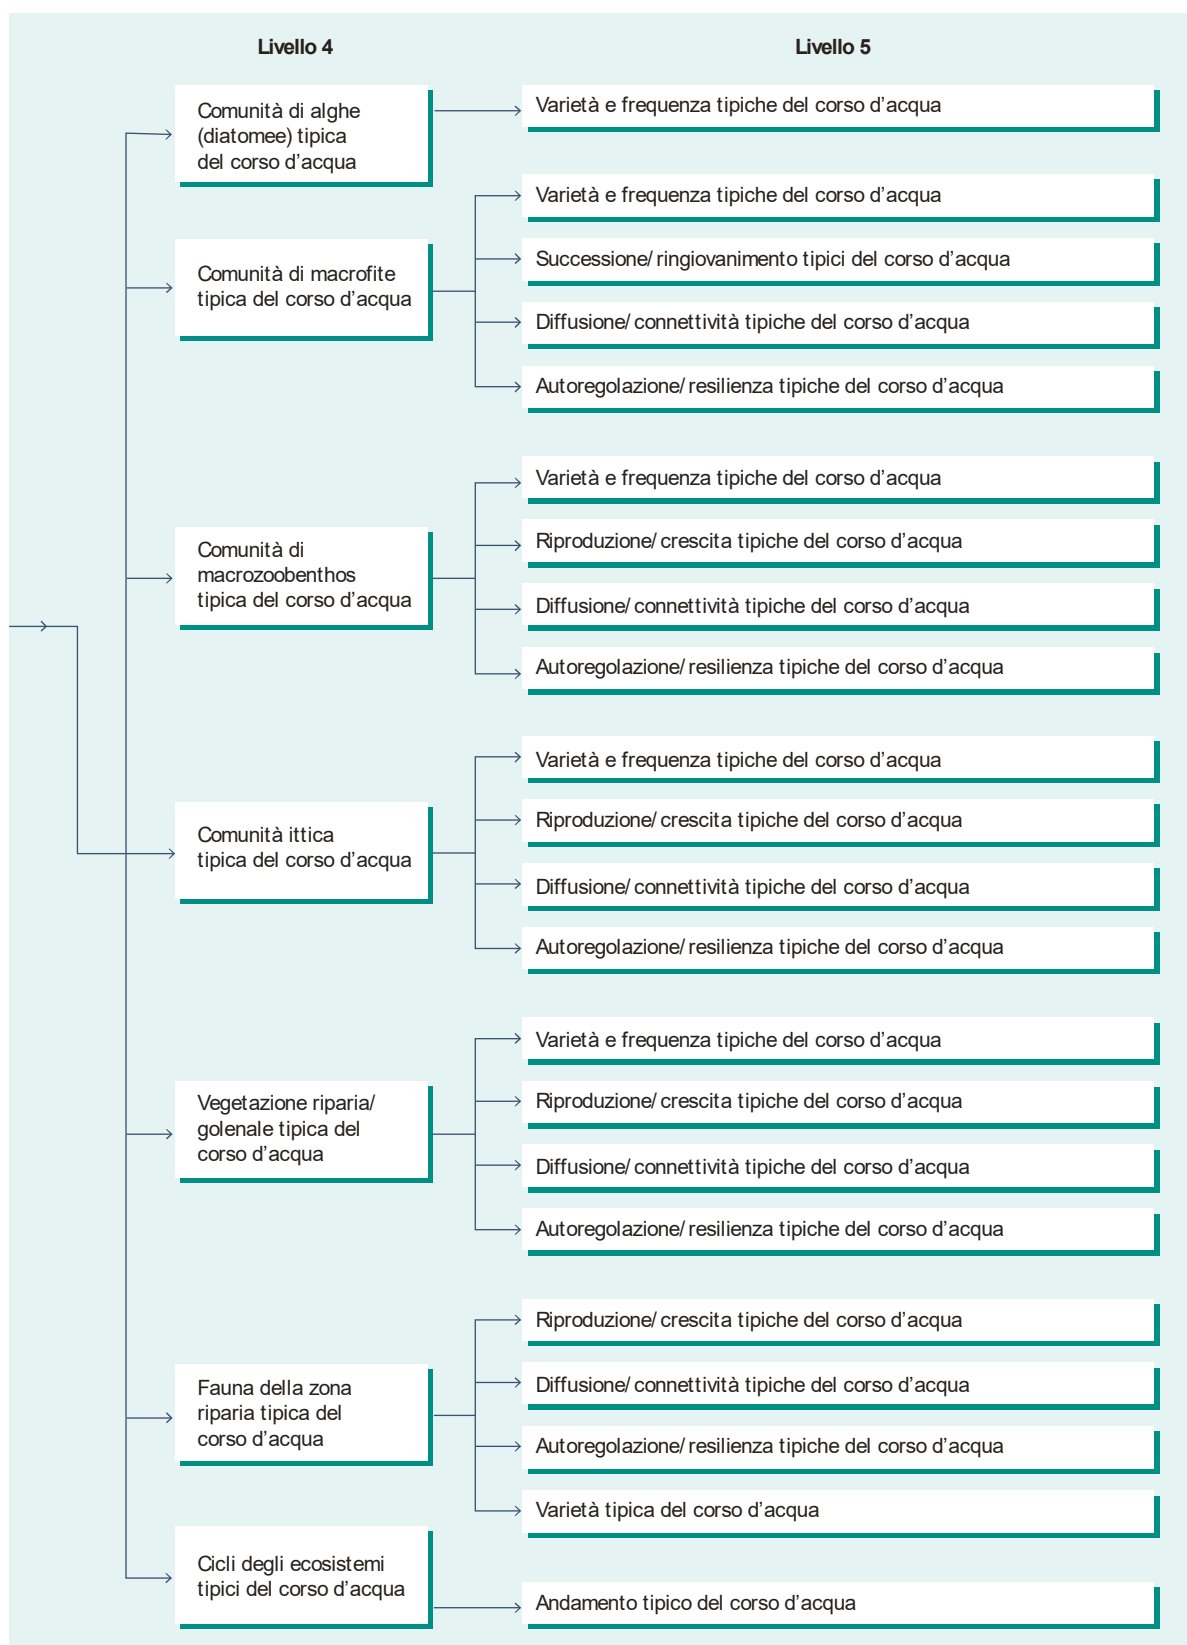 Livello 4
Livello 5
Comunità di alghe
(diatomee) tipica
del corso d’acqua
Varietà e frequenza tipiche del corso d’acqua
Comunità di macrofite
tipica del corso d’acqua
Varietà e frequenza tipiche del corso d’acqua
Successione/ringiovanimento tipici del corso d’acqua
Diffusione/connettività tipiche del corso d’acqua
Autoregolazione/resilienza tipiche del corso d’acqua
Comunità di
macrozoobenthos
tipica del corso d’acqua
Varietà e frequenza tipiche del corso d’acqua
Riproduzione/crescita tipiche del corso d’acqua
Diffusione/connettività tipiche del corso d’acqua
Autoregolazione/resilienza tipiche del corso d’acqua
Comunità ittica
tipica del corso d’acqua
Varietà e frequenza tipiche del corso d’acqua
Riproduzione/crescita tipiche del corso d’acqua
Diffusione/connettività tipiche del corso d’acqua
Autoregolazione/resilienza tipiche del corso d’acqua
Vegetazione riparia/
golenale tipica del
corso d’acqua
Varietà e frequenza tipiche del corso d’acqua
Riproduzione/crescita tipiche del corso d’acqua
Diffusione/connettività tipiche del corso d’acqua
Autoregolazione/resilienza tipiche del corso d’acqua
Fauna della zona
riparia tipica del
corso d’acqua
Riproduzione/crescita tipiche del corso d’acqua
Diffusione/connettività tipiche del corso d’acqua
Autoregolazione/resilienza tipiche del corso d’acqua
Varietà tipica del corso d’acqua
Cicli degli ecosistemi
tipici del corso d’acqua
Andamento tipico del corso d’acqua